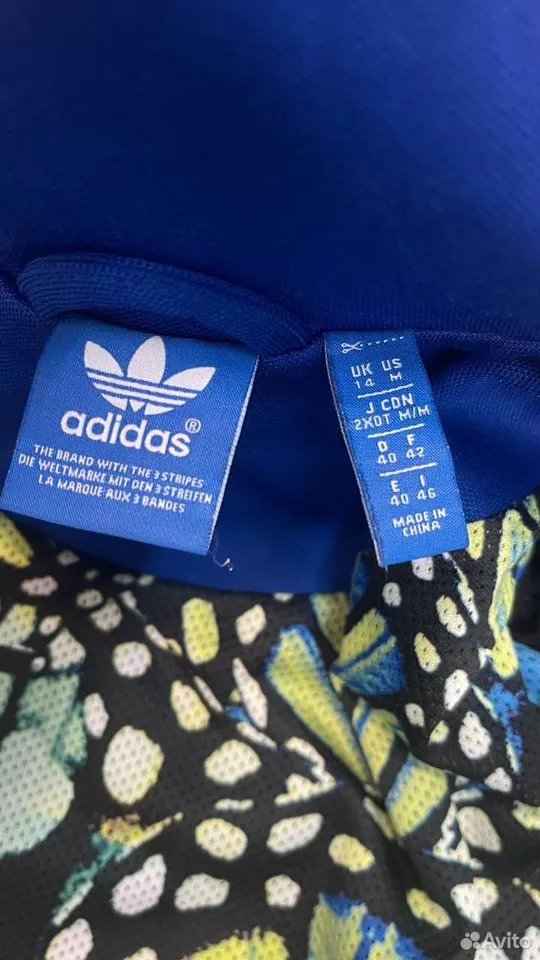 adidas®
THE BRAND WITH THE 3 STRIPES
DIE WELTMARKE MIT DEN 3 STREIFEN
LA MARQUE AUX 3 BANDES
UK US
14 M
J CDN
2XOT M/M
D F
40 42
E I
40 46
MADE IN
CHINA
Avito